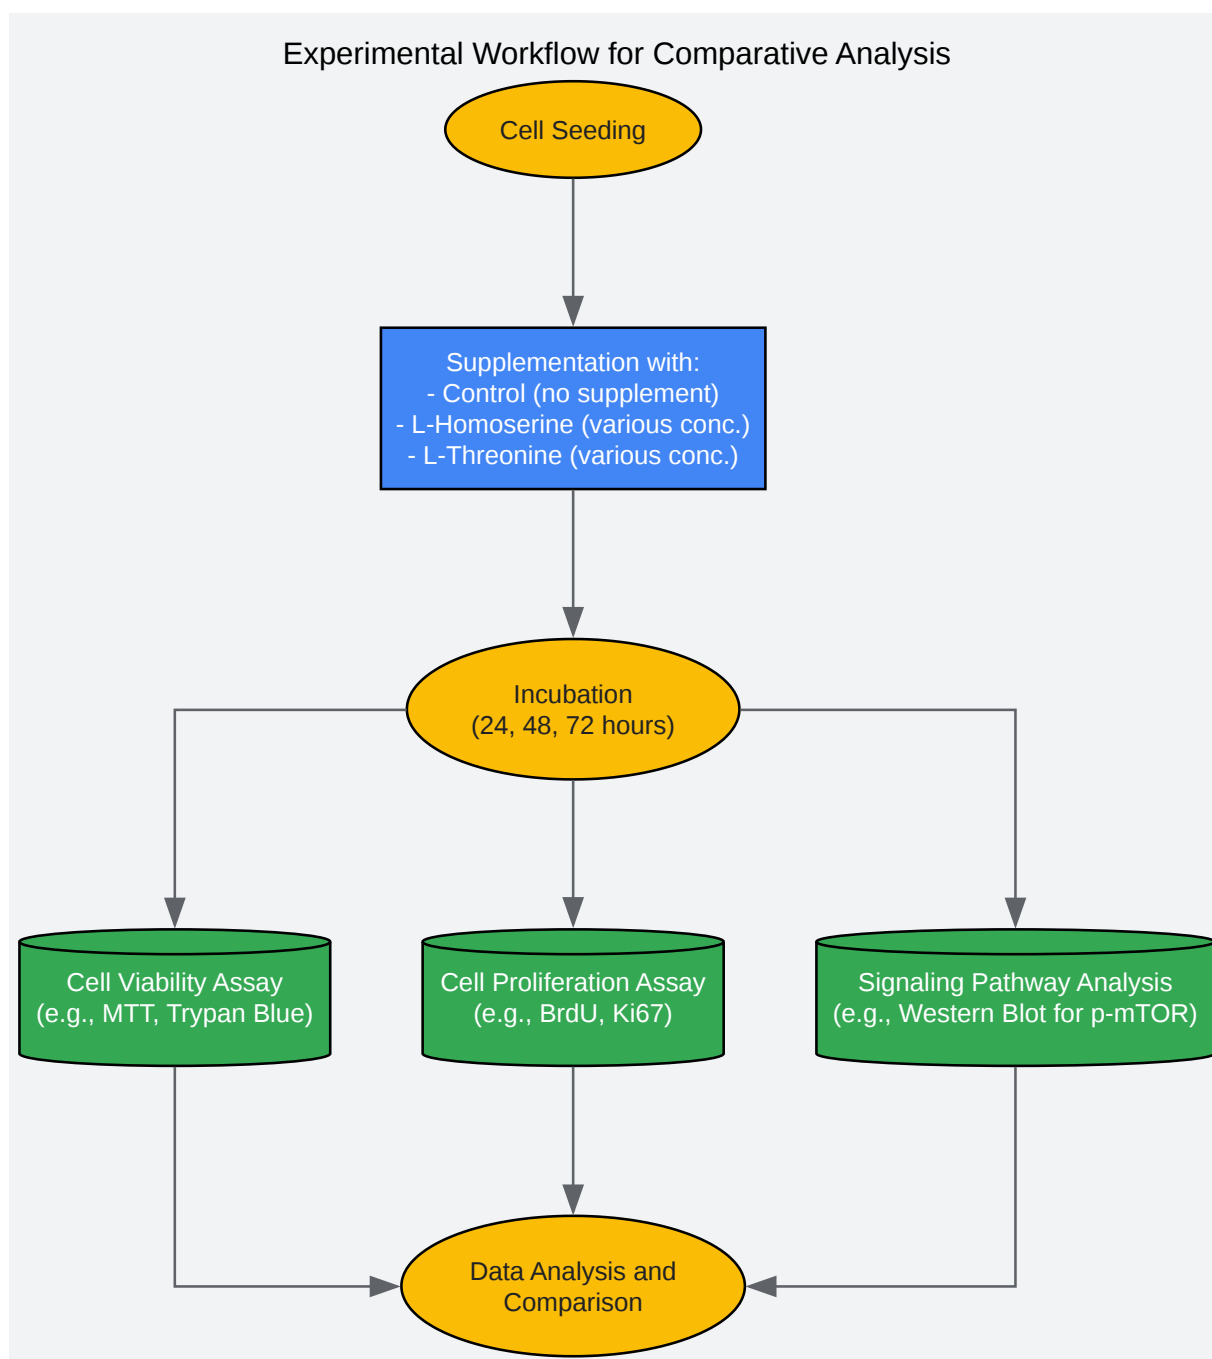 Experimental Workflow for Comparative Analysis
Cell Seeding
Supplementation with:
- Control (no supplement)
- L-Homoserine (various conc.)
- L-Threonine (various conc.)
Incubation
(24, 48, 72 hours)
Cell Viability Assay
(e.g., MTT, Trypan Blue)
Cell Proliferation Assay
(e.g., BrdU, Ki67)
Signaling Pathway Analysis
(e.g., Western Blot for p-mTOR)
Data Analysis and
Comparison